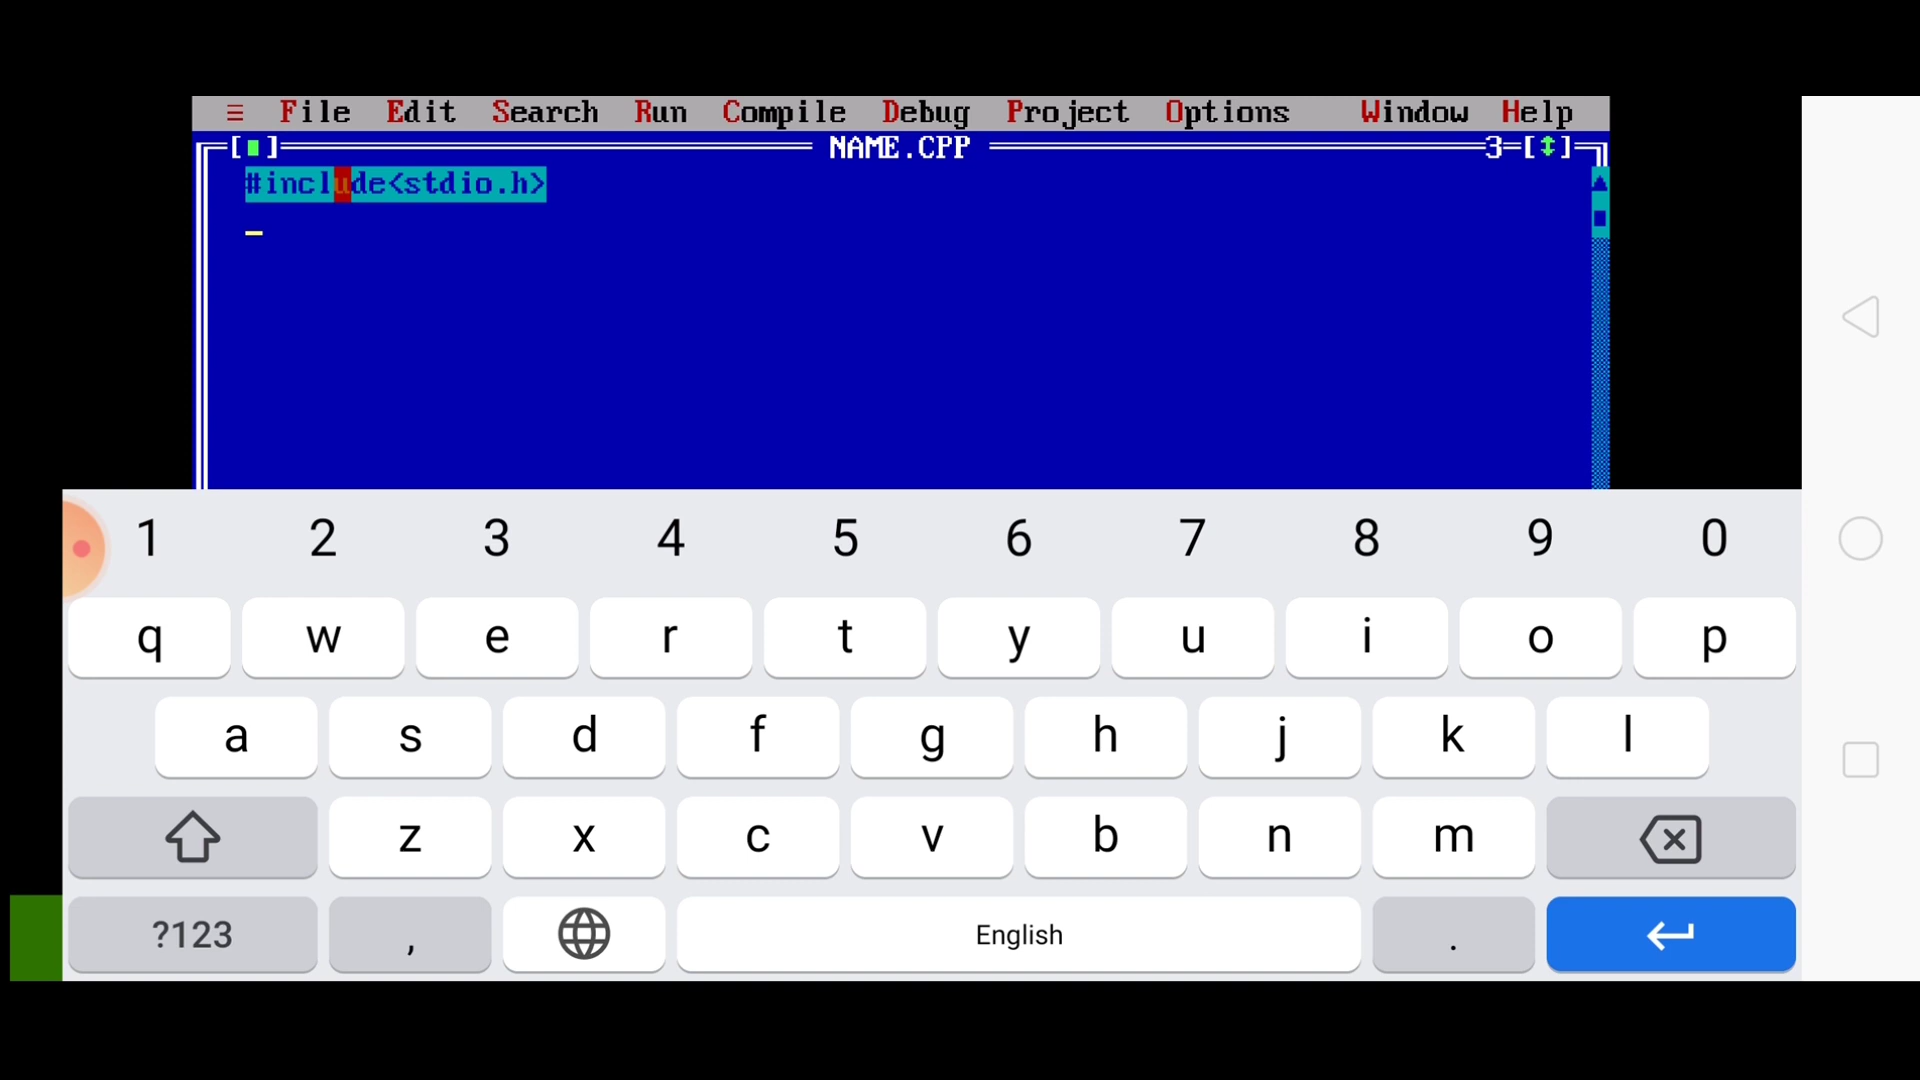 ≡ File Edit Search Run Compile Debug Project Options Window Help
[■] NAME.CPP 3=[↕]
#include<stdio.h>
_
1 2 3 4 5 6 7 8 9 0
q w e r t y u i o p
a s d f g h j k l
z x c v b n m
?123 , English .